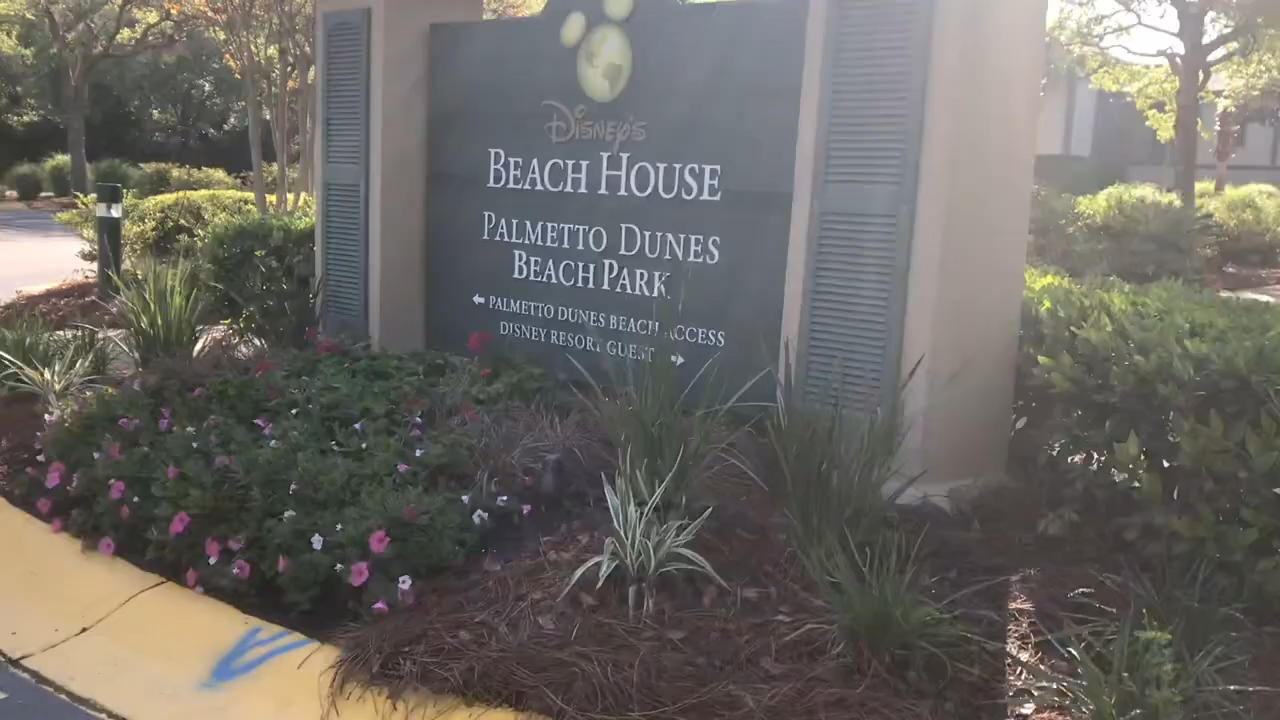 Disney's
BEACH HOUSE
PALMETTO DUNES
BEACH PARK
← PALMETTO DUNES BEACH ACCESS
DISNEY RESORT GUEST →